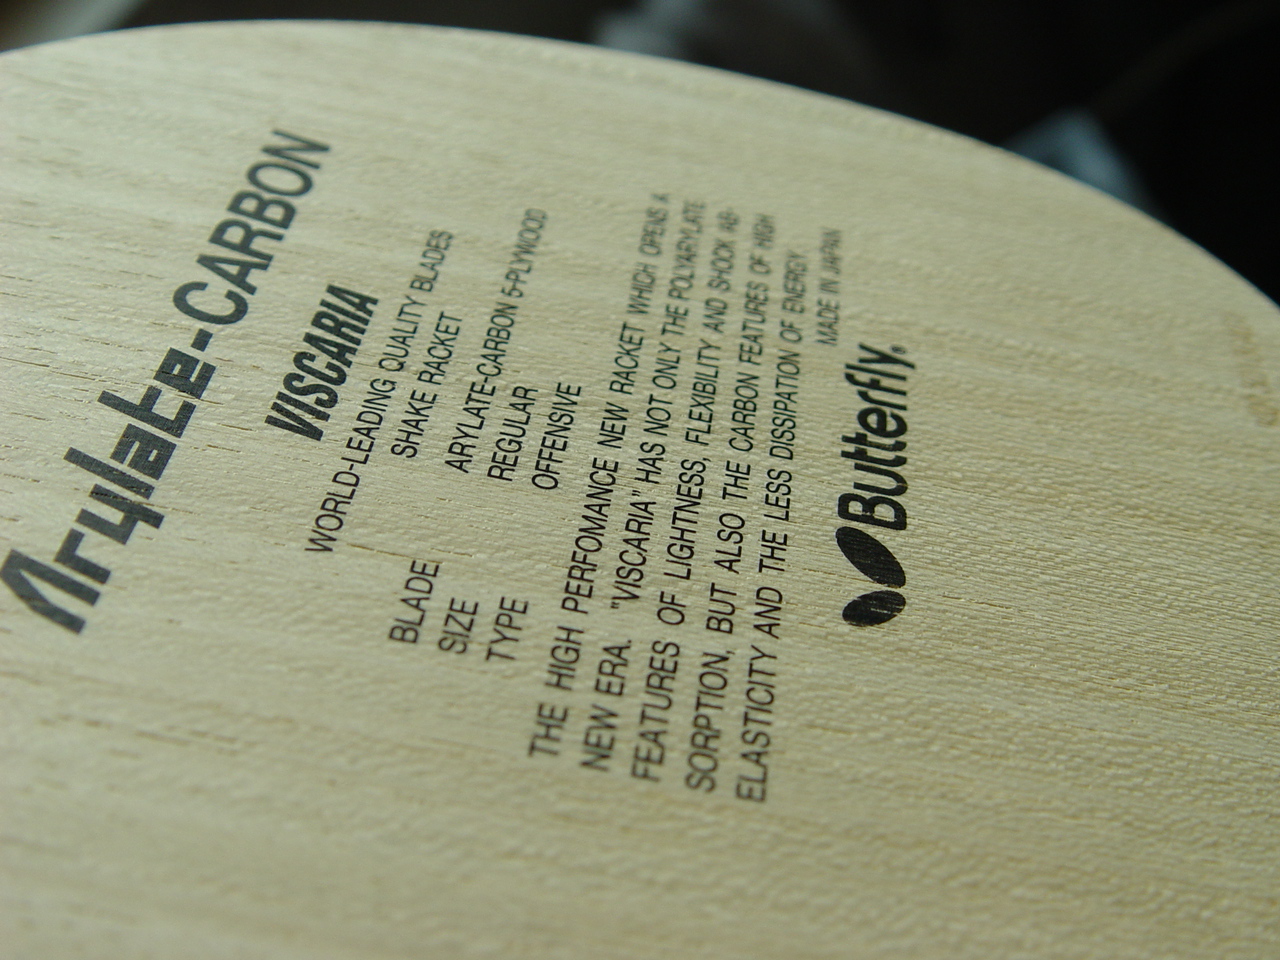 Arylate-CARBON
VISCARIA
WORLD-LEADING QUALITY BLADES
SHAKE RACKET
BLADE ARYLATE-CARBON 5-PLYWOOD
SIZE REGULAR
TYPE OFFENSIVE
THE HIGH PERFOMANCE NEW RACKET WHICH OPENS A
NEW ERA. "VISCARIA" HAS NOT ONLY THE POLYARYLATE
FEATURES OF LIGHTNESS, FLEXIBILITY AND SHOCK AB-
SORPTION, BUT ALSO THE CARBON FEATURES OF HIGH
ELASTICITY AND THE LESS DISSIPATION OF ENERGY
MADE IN JAPAN
Butterfly.